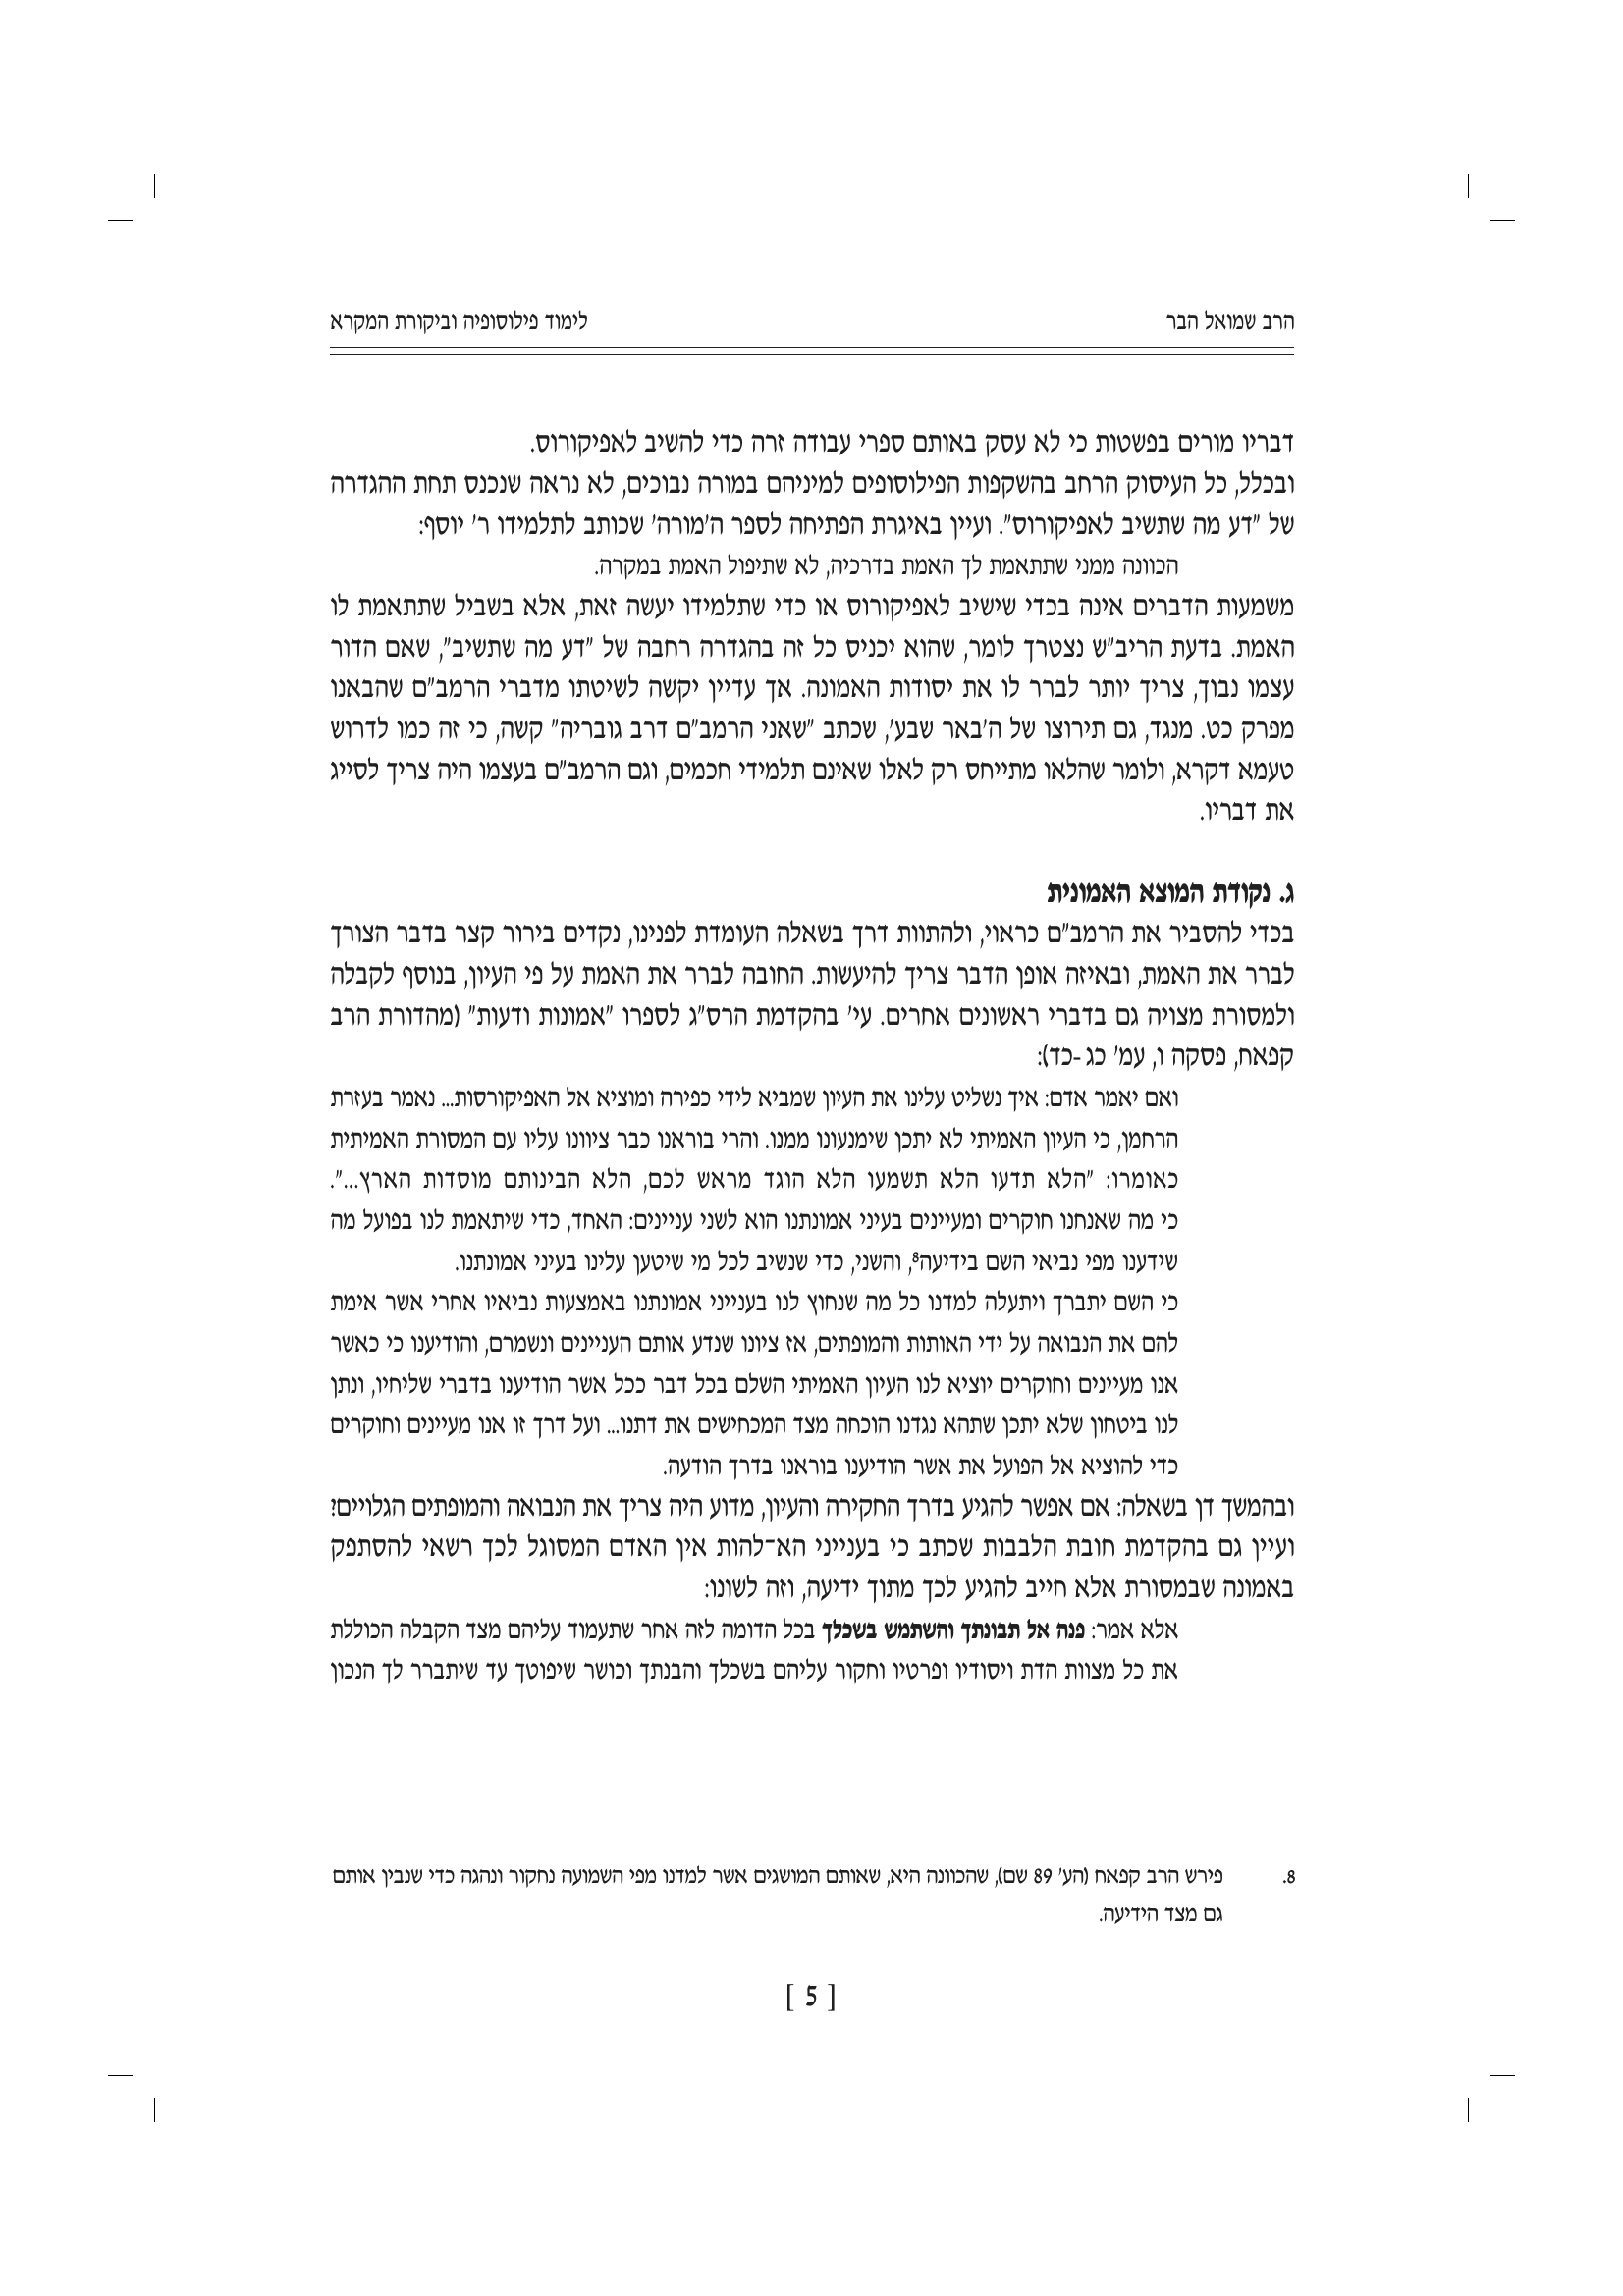 הרב שמואל הבר
לימוד פילוסופיה וביקורת המקרא
דבריו מורים בפשטות כי לא עסק באותם ספרי עבודה זרה כדי להשיב לאפיקורוס.
ובכלל, כל העיסוק הרחב בהשקפות הפילוסופים למיניהם במורה נבוכים, לא נראה שנכנס תחת ההגדרה
של "דע מה שתשיב לאפיקורוס". ועיין באיגרת הפתיחה לספר ה'מורה' שכותב לתלמידו ר' יוסף:
הכוונה ממני שתתאמת לך האמת בדרכיה, לא שתיפול האמת במקרה.
משמעות הדברים אינה בכדי שישיב לאפיקורוס או כדי שתלמידו יעשה זאת, אלא בשביל שתתאמת לו
האמת. בדעת הריב"ש נצטרך לומר, שהוא יכניס כל זה בהגדרה רחבה של "דע מה שתשיב", שאם הדור
עצמו נבוך, צריך יותר לברר לו את יסודות האמונה. אך עדיין יקשה לשיטתו מדברי הרמב"ם שהבאנו
מפרק כט. מנגד, גם תירוצו של ה'באר שבע', שכתב "שאני הרמב"ם דרב גובריה" קשה, כי זה כמו לדרוש
טעמא דקרא, ולומר שהלאו מתייחס רק לאלו שאינם תלמידי חכמים, וגם הרמב"ם בעצמו היה צריך לסייג
את דבריו.
ג. נקודת המוצא האמונית
בכדי להסביר את הרמב"ם כראוי, ולהתוות דרך בשאלה העומדת לפנינו, נקדים בירור קצר בדבר הצורך
לברר את האמת, ובאיזה אופן הדבר צריך להיעשות. החובה לברר את האמת על פי העיון, בנוסף לקבלה
ולמסורת מצויה גם בדברי ראשונים אחרים. עי' בהקדמת הרס"ג לספרו "אמונות ודעות" (מהדורת הרב
קפאח, פסקה ו, עמ' כג -כד):
ואם יאמר אדם: איך נשליט עלינו את העיון שמביא לידי כפירה ומוציא אל האפיקורסות... נאמר בעזרת
הרחמן, כי העיון האמיתי לא יתכן שימנעונו ממנו. והרי בוראנו כבר ציוונו עליו עם המסורת האמיתית
כאומרו: "הלא תדעו הלא תשמעו הלא הוגד מראש לכם, הלא הבינותם מוסדות הארץ...".
כי מה שאנחנו חוקרים ומעיינים בעיני אמונתנו הוא לשני עניינים: האחד, כדי שיתאמת לנו בפועל מה
שידענו מפי נביאי השם בידיעה8, והשני, כדי שנשיב לכל מי שיטען עלינו בעיני אמונתנו.
כי השם יתברך ויתעלה למדנו כל מה שנחוץ לנו בענייני אמונתנו באמצעות נביאיו אחרי אשר אימת
להם את הנבואה על ידי האותות והמופתים, אז ציונו שנדע אותם העניינים ונשמרם, והודיענו כי כאשר
אנו מעיינים וחוקרים יוציא לנו העיון האמיתי השלם בכל דבר ככל אשר הודיענו בדברי שליחיו, ונתן
לנו ביטחון שלא יתכן שתהא נגדנו הוכחה מצד המכחישים את דתנו... ועל דרך זו אנו מעיינים וחוקרים
כדי להוציא אל הפועל את אשר הודיענו בוראנו בדרך הודעה.
ובהמשך דן בשאלה: אם אפשר להגיע בדרך החקירה והעיון, מדוע היה צריך את הנבואה והמופתים הגלויים?
ועיין גם בהקדמת חובת הלבבות שכתב כי בענייני הא־להות אין האדם המסוגל לכך רשאי להסתפק
באמונה שבמסורת אלא חייב להגיע לכך מתוך ידיעה, וזה לשונו:
אלא אמר: פנה אל תבונתך והשתמש בשכלך בכל הדומה לזה אחר שתעמוד עליהם מצד הקבלה הכוללת
את כל מצוות הדת ויסודיו ופרטיו וחקור עליהם בשכלך והבנתך וכושר שיפוטך עד שיתברר לך הנכון
8. פירש הרב קפאח (הע' 89 שם), שהכוונה היא, שאותם המושגים אשר למדנו מפי השמועה נחקור ונהגה כדי שנבין אותם
גם מצד הידיעה.
[ 5 ]